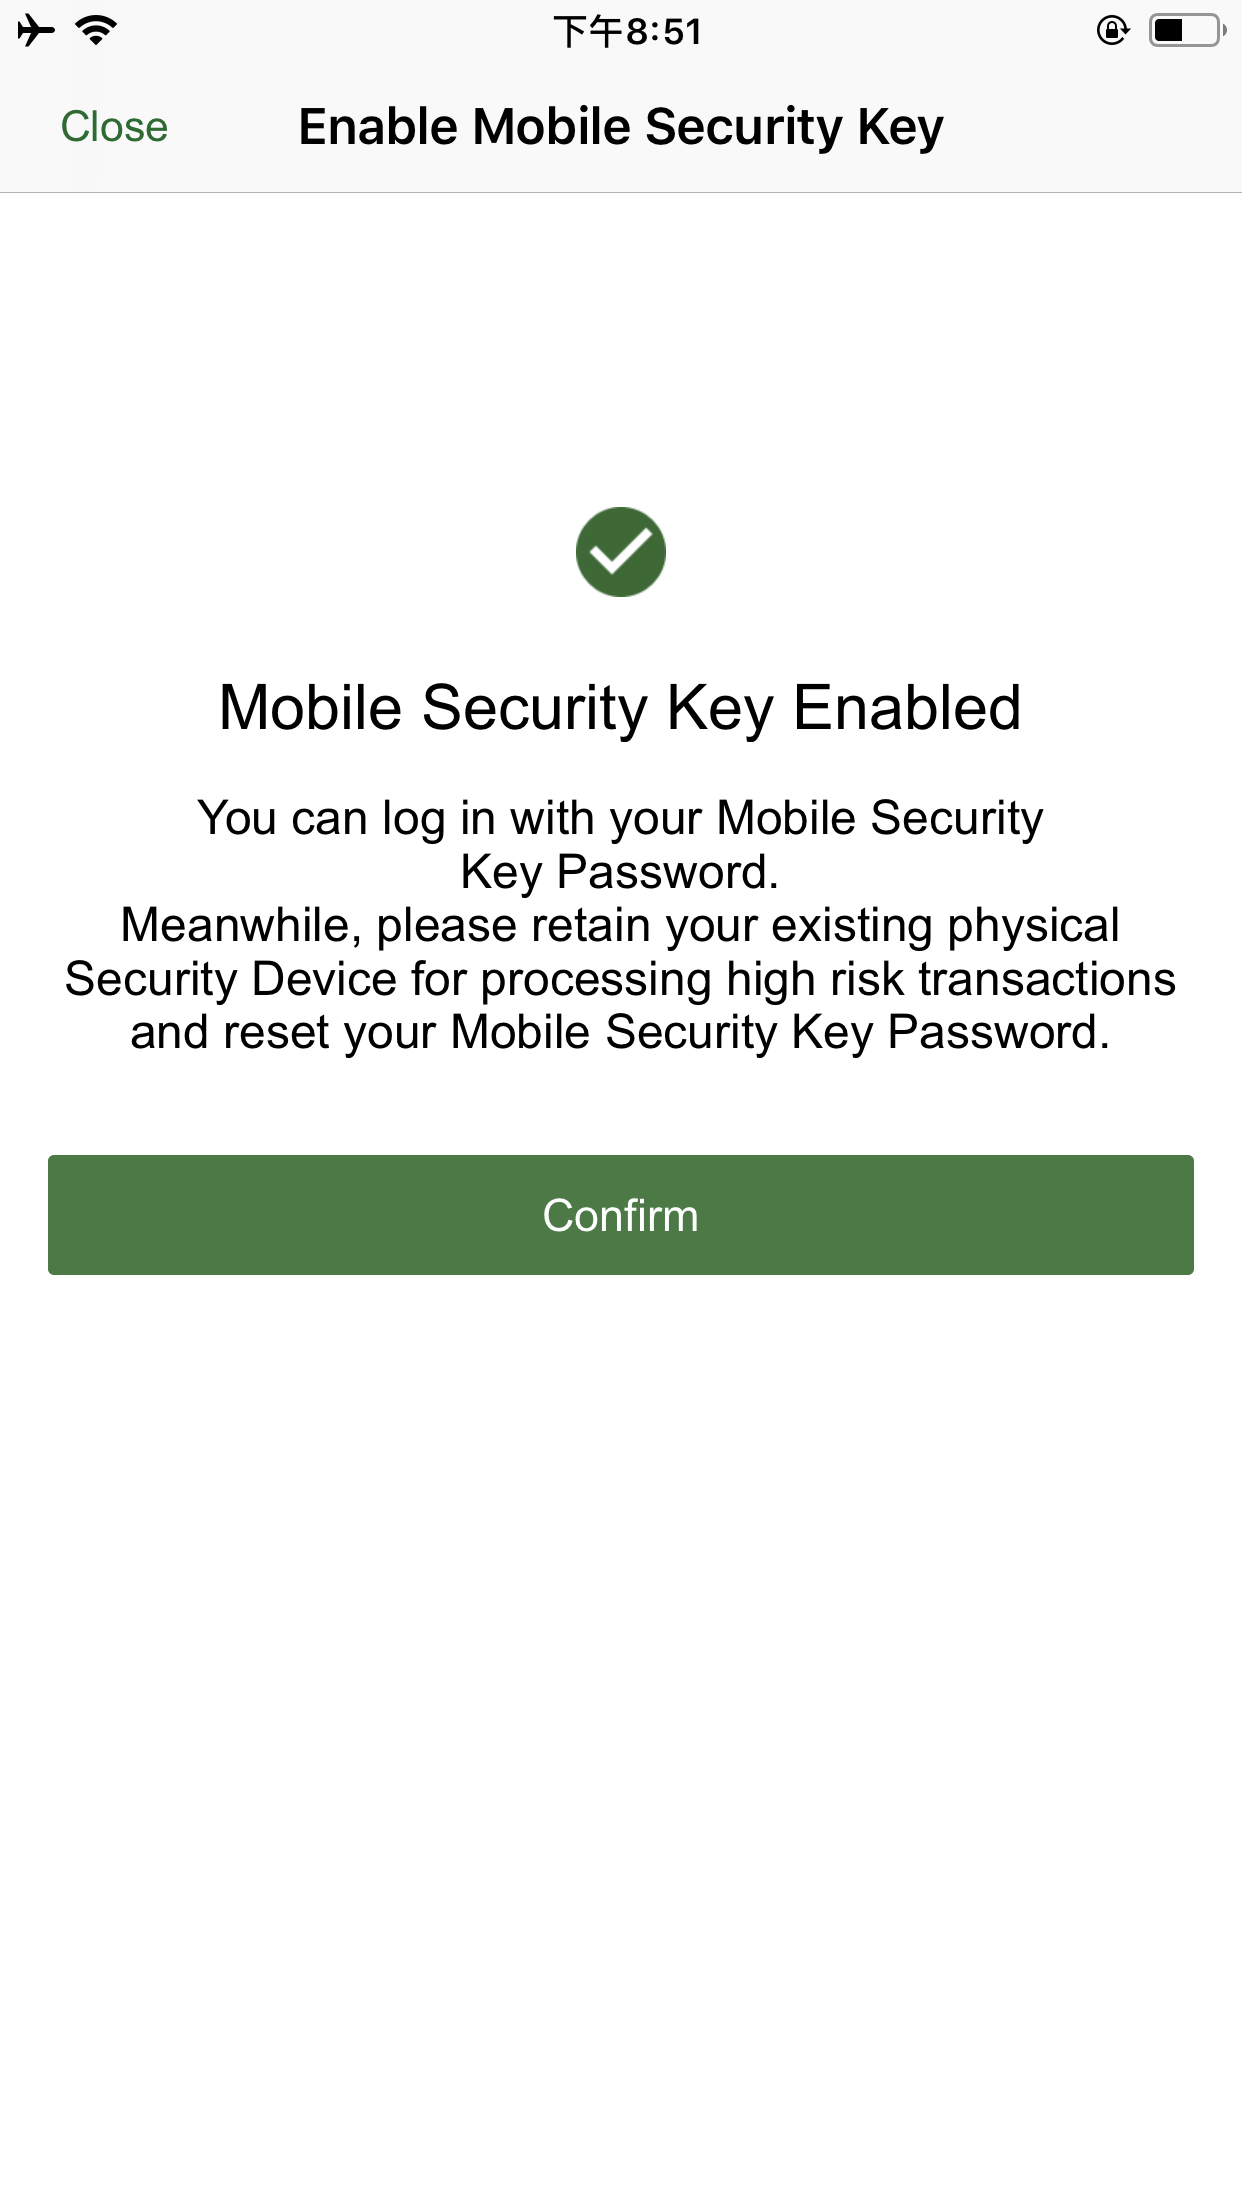 下午8:51
Close
Enable Mobile Security Key
Mobile Security Key Enabled
You can log in with your Mobile Security
Key Password.
Meanwhile, please retain your existing physical
Security Device for processing high risk transactions
and reset your Mobile Security Key Password.
Confirm